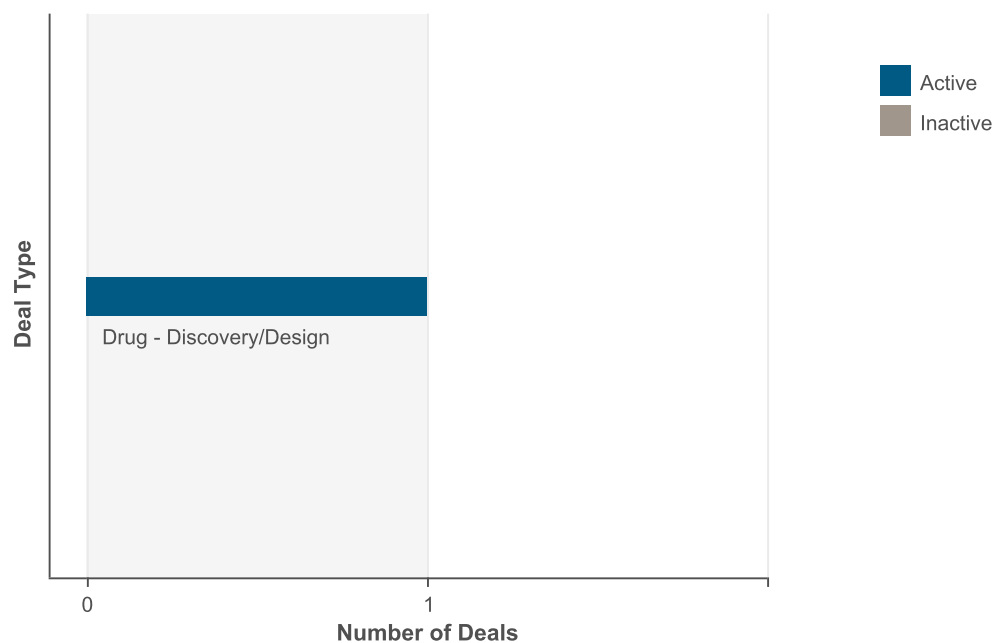 Active
Inactive
Deal Type
Drug - Discovery/Design
0
1
Number of Deals